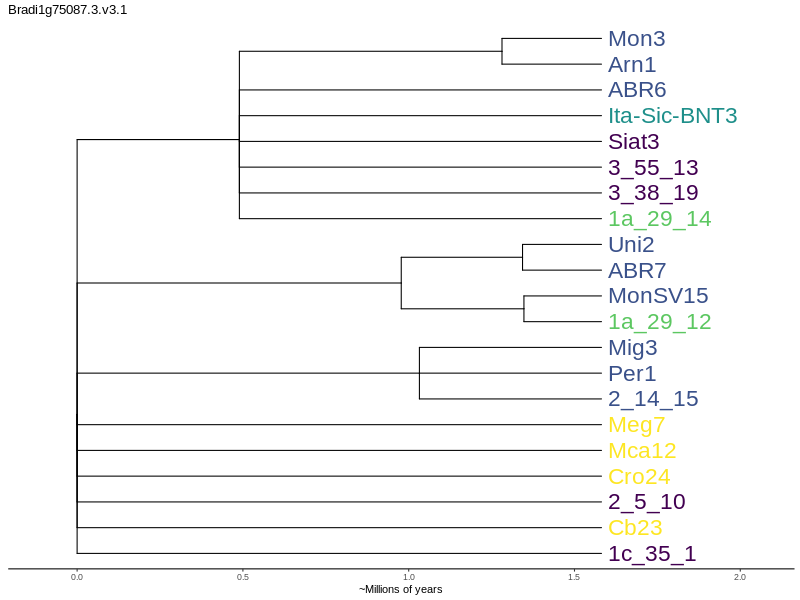 Bradi1g75087.3.v3.1
Mon3
Arn1
ABR6
Ita-Sic-BNT3
Siat3
3_55_13
3_38_19
1a_29_14
Uni2
ABR7
MonSV15
1a_29_12
Mig3
Per1
2_14_15
Meg7
Mca12
Cro24
2_5_10
Cb23
1c_35_1
0.0 0.5 1.0 1.5 2.0
~Millions of years